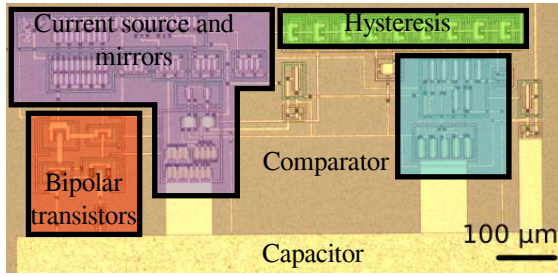 Current source and
mirrors
Hysteresis
Comparator
Bipolar
transistors
Capacitor
100 μm